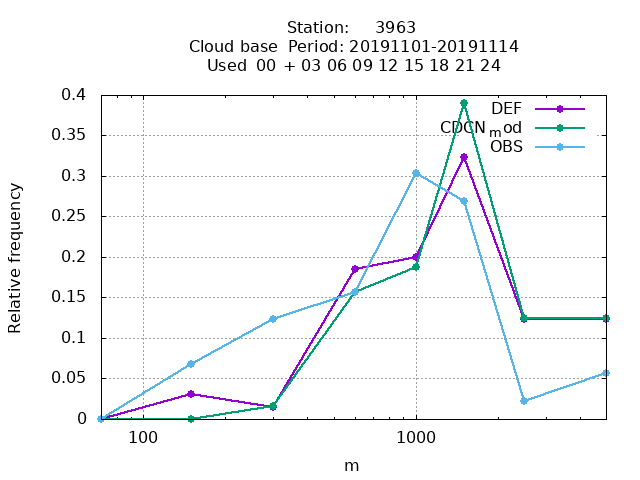 Station: 3963
Cloud base Period: 20191101-20191114
Used 00 + 03 06 09 12 15 18 21 24
0.4
0.35
0.3
0.25
0.2
0.15
0.1
0.05
0
DEF
CDCN mod
OBS
Relative frequency
100
1000
m